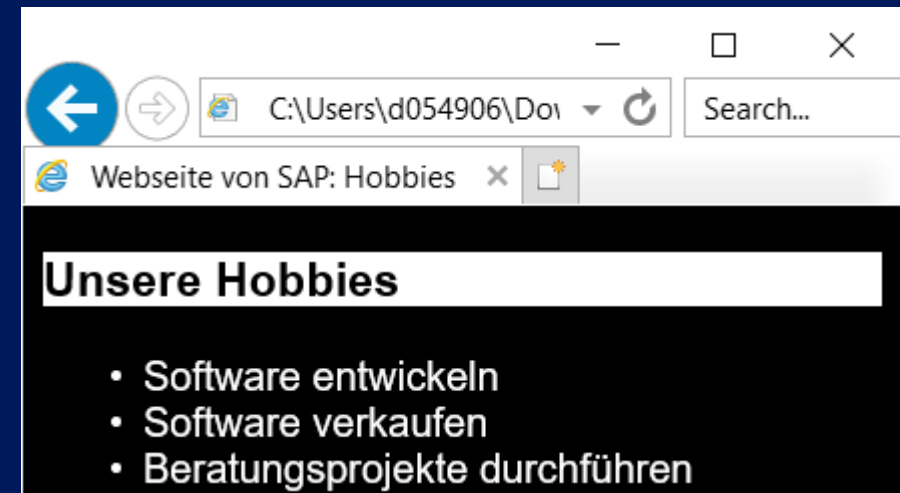 C:\Users\d054906\Dov
Search...
Webseite von SAP: Hobbies
Unsere Hobbies
• Software entwickeln
• Software verkaufen
• Beratungsprojekte durchführen